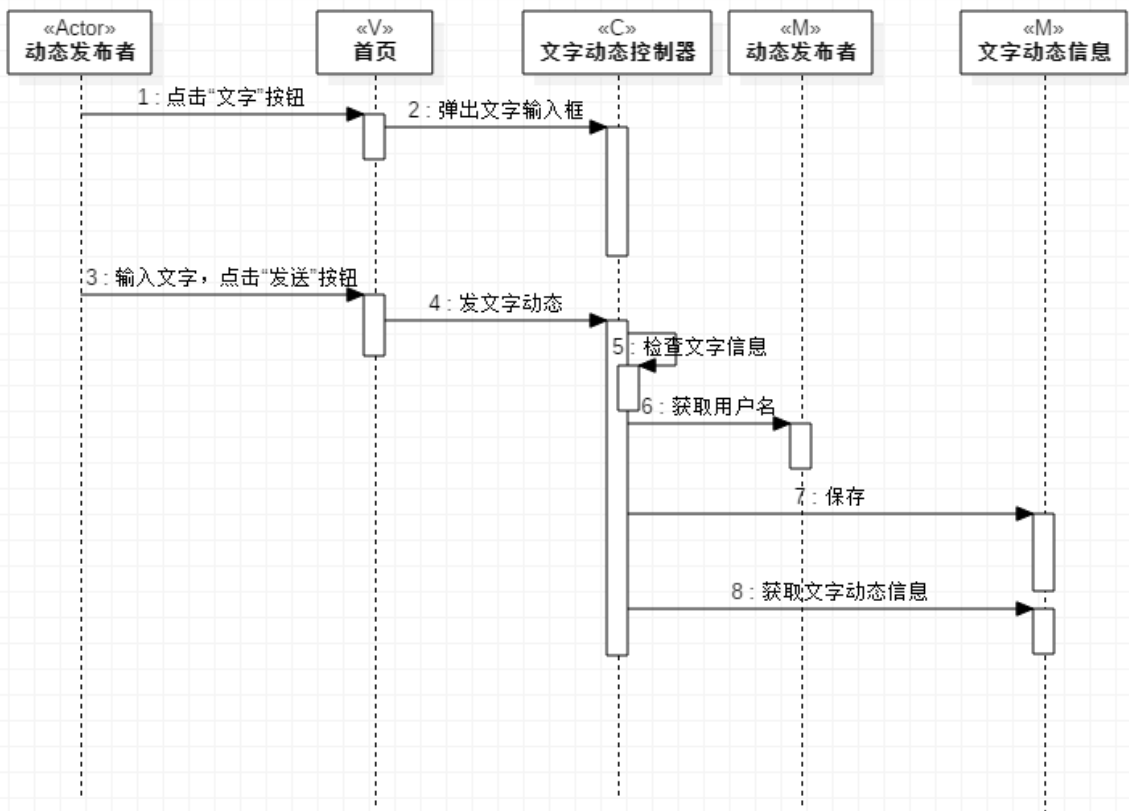 «Actor»
动态发布者
«V»
首页
«C»
文字动态控制器
«M»
动态发布者
«M»
文字动态信息
1 : 点击“文字”按钮
2 : 弹出文字输入框
3 : 输入文字，点击“发送”按钮
4 : 发文字动态
5 : 检查文字信息
6 : 获取用户名
7 : 保存
8 : 获取文字动态信息